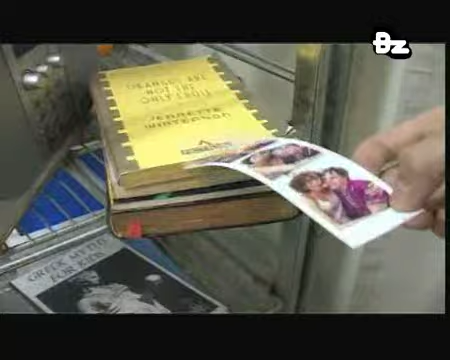 Bz
ORANGES ARE
NOT THE
ONLY FRUIT
JEANETTE
WINTERSON
GREEK MYTHS
FOR KIDS